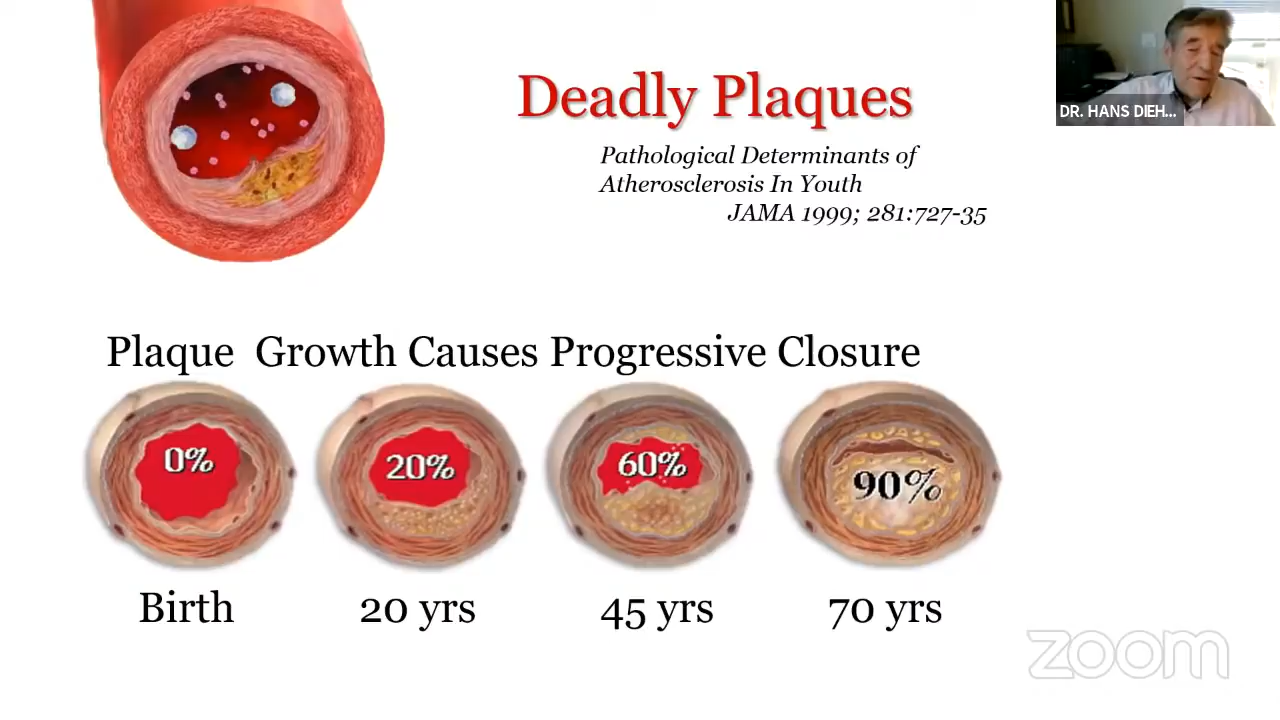 Deadly Plaques
Pathological Determinants of
Atherosclerosis In Youth
JAMA 1999; 281:727-35
DR. HANS DIEH...
Plaque Growth Causes Progressive Closure
0%
20%
60%
90%
Birth
20 yrs
45 yrs
70 yrs
zoom